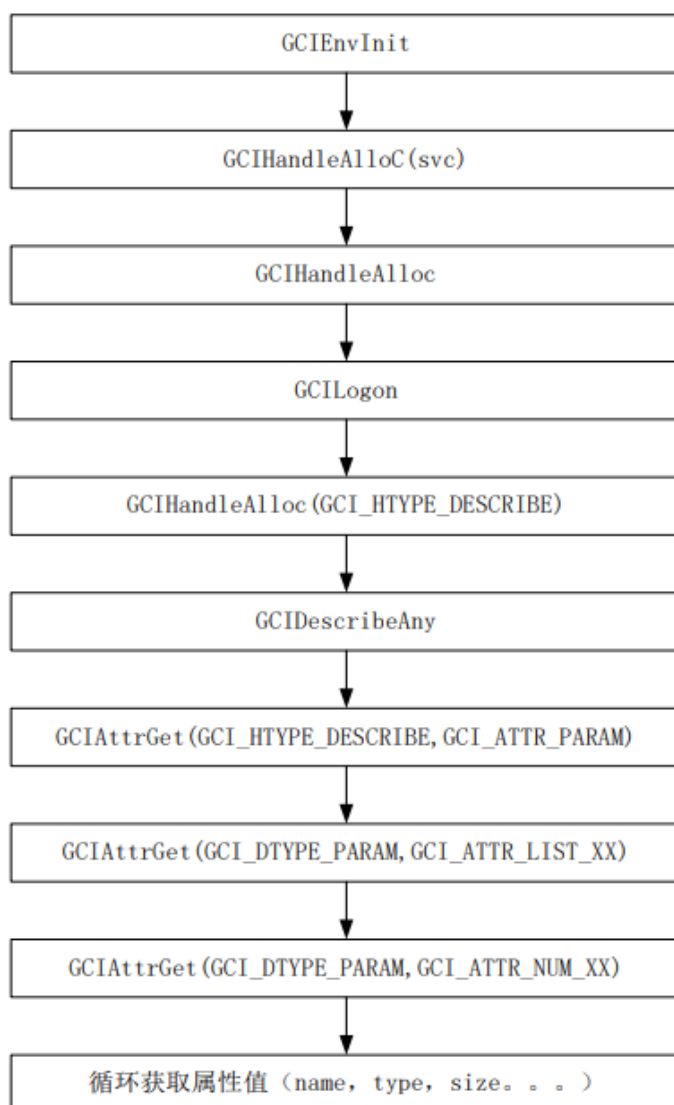 GCIEnvInit
GCIHandleAlloC(svc)
GCIHandleAlloc
GCILogon
GCIHandleAlloc(GCI_HTYPE_DESCRIBE)
GCIDescribeAny
GCIAttrGet(GCI_HTYPE_DESCRIBE,GCI_ATTR_PARAM)
GCIAttrGet(GCI_DTYPE_PARAM,GCI_ATTR_LIST_XX)
GCIAttrGet(GCI_DTYPE_PARAM,GCI_ATTR_NUM_XX)
循环获取属性值（name，type，size。。。）